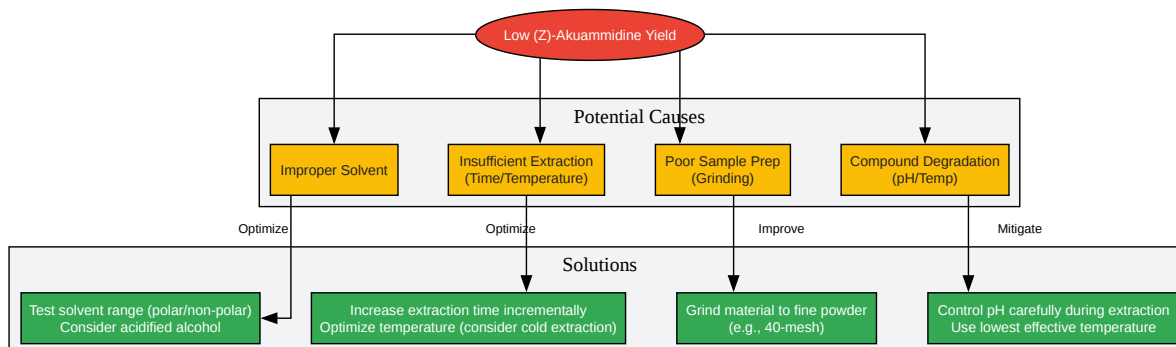 Low (Z)-Akuammidine Yield
Potential Causes
Improper Solvent
Insufficient Extraction
(Time/Temperature)
Poor Sample Prep
(Grinding)
Compound Degradation
(pH/Temp)
Optimize
Optimize
Improve
Mitigate
Solutions
Test solvent range (polar/non-polar)
Consider acidified alcohol
Increase extraction time incrementally
Optimize temperature (consider cold extraction)
Grind material to fine powder
(e.g., 40-mesh)
Control pH carefully during extraction
Use lowest effective temperature